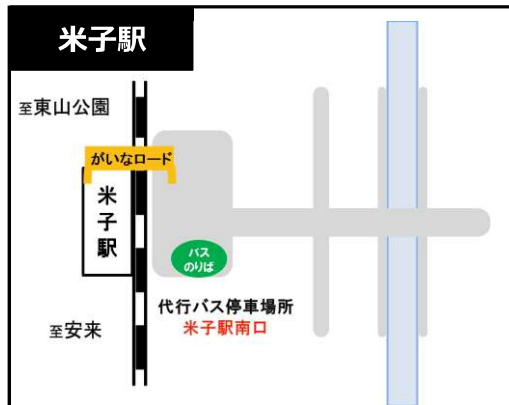 米子駅
至東山公園
がいなロード
米子駅
バス
のりば
代行バス停車場所
米子駅南口
至安来